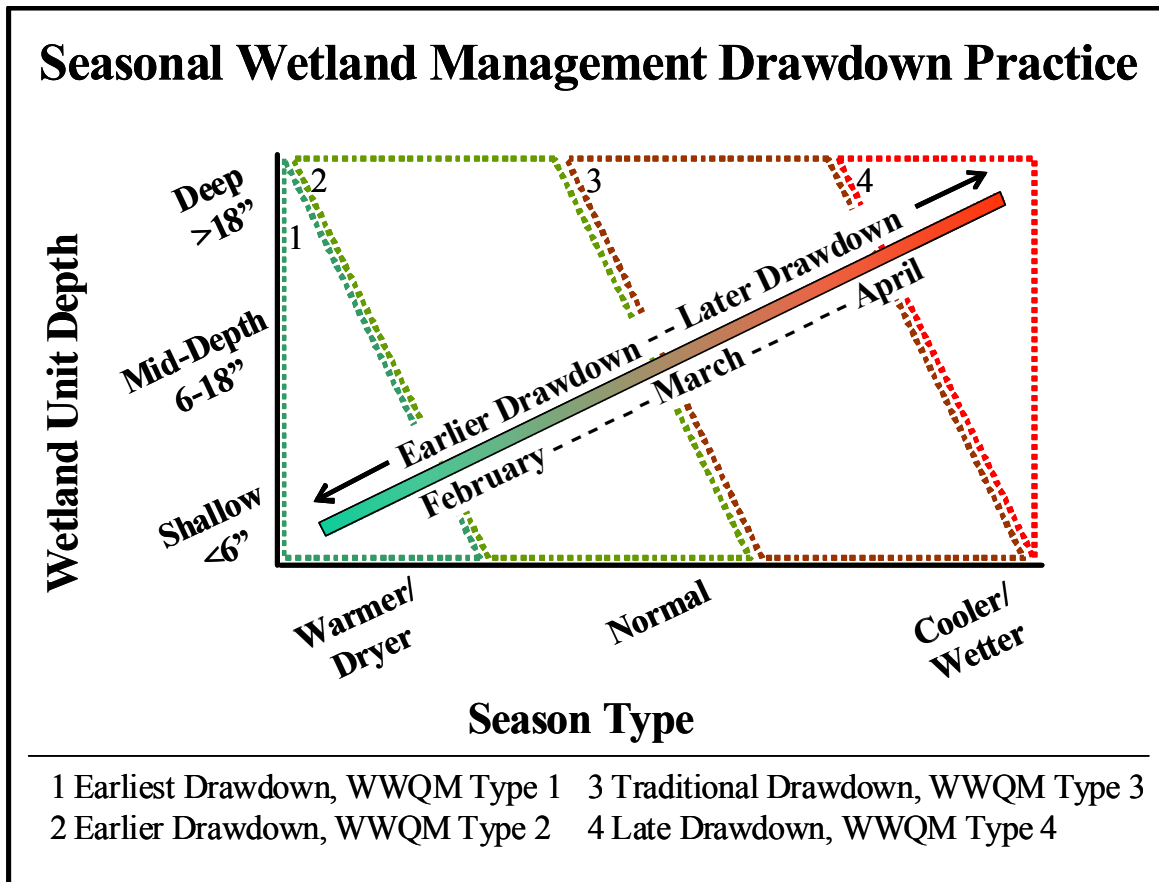 Seasonal Wetland Management Drawdown Practice
Wetland Unit Depth
Deep
>18”
Mid-Depth
6-18”
Shallow
<6”
1
2
3
4
Earlier Drawdown -- Later Drawdown
February ---- March ---- April
Warmer/
Dryer
Normal
Cooler/
Wetter
Season Type
1 Earliest Drawdown, WWQM Type 1
2 Earlier Drawdown, WWQM Type 2
3 Traditional Drawdown, WWQM Type 3
4 Late Drawdown, WWQM Type 4